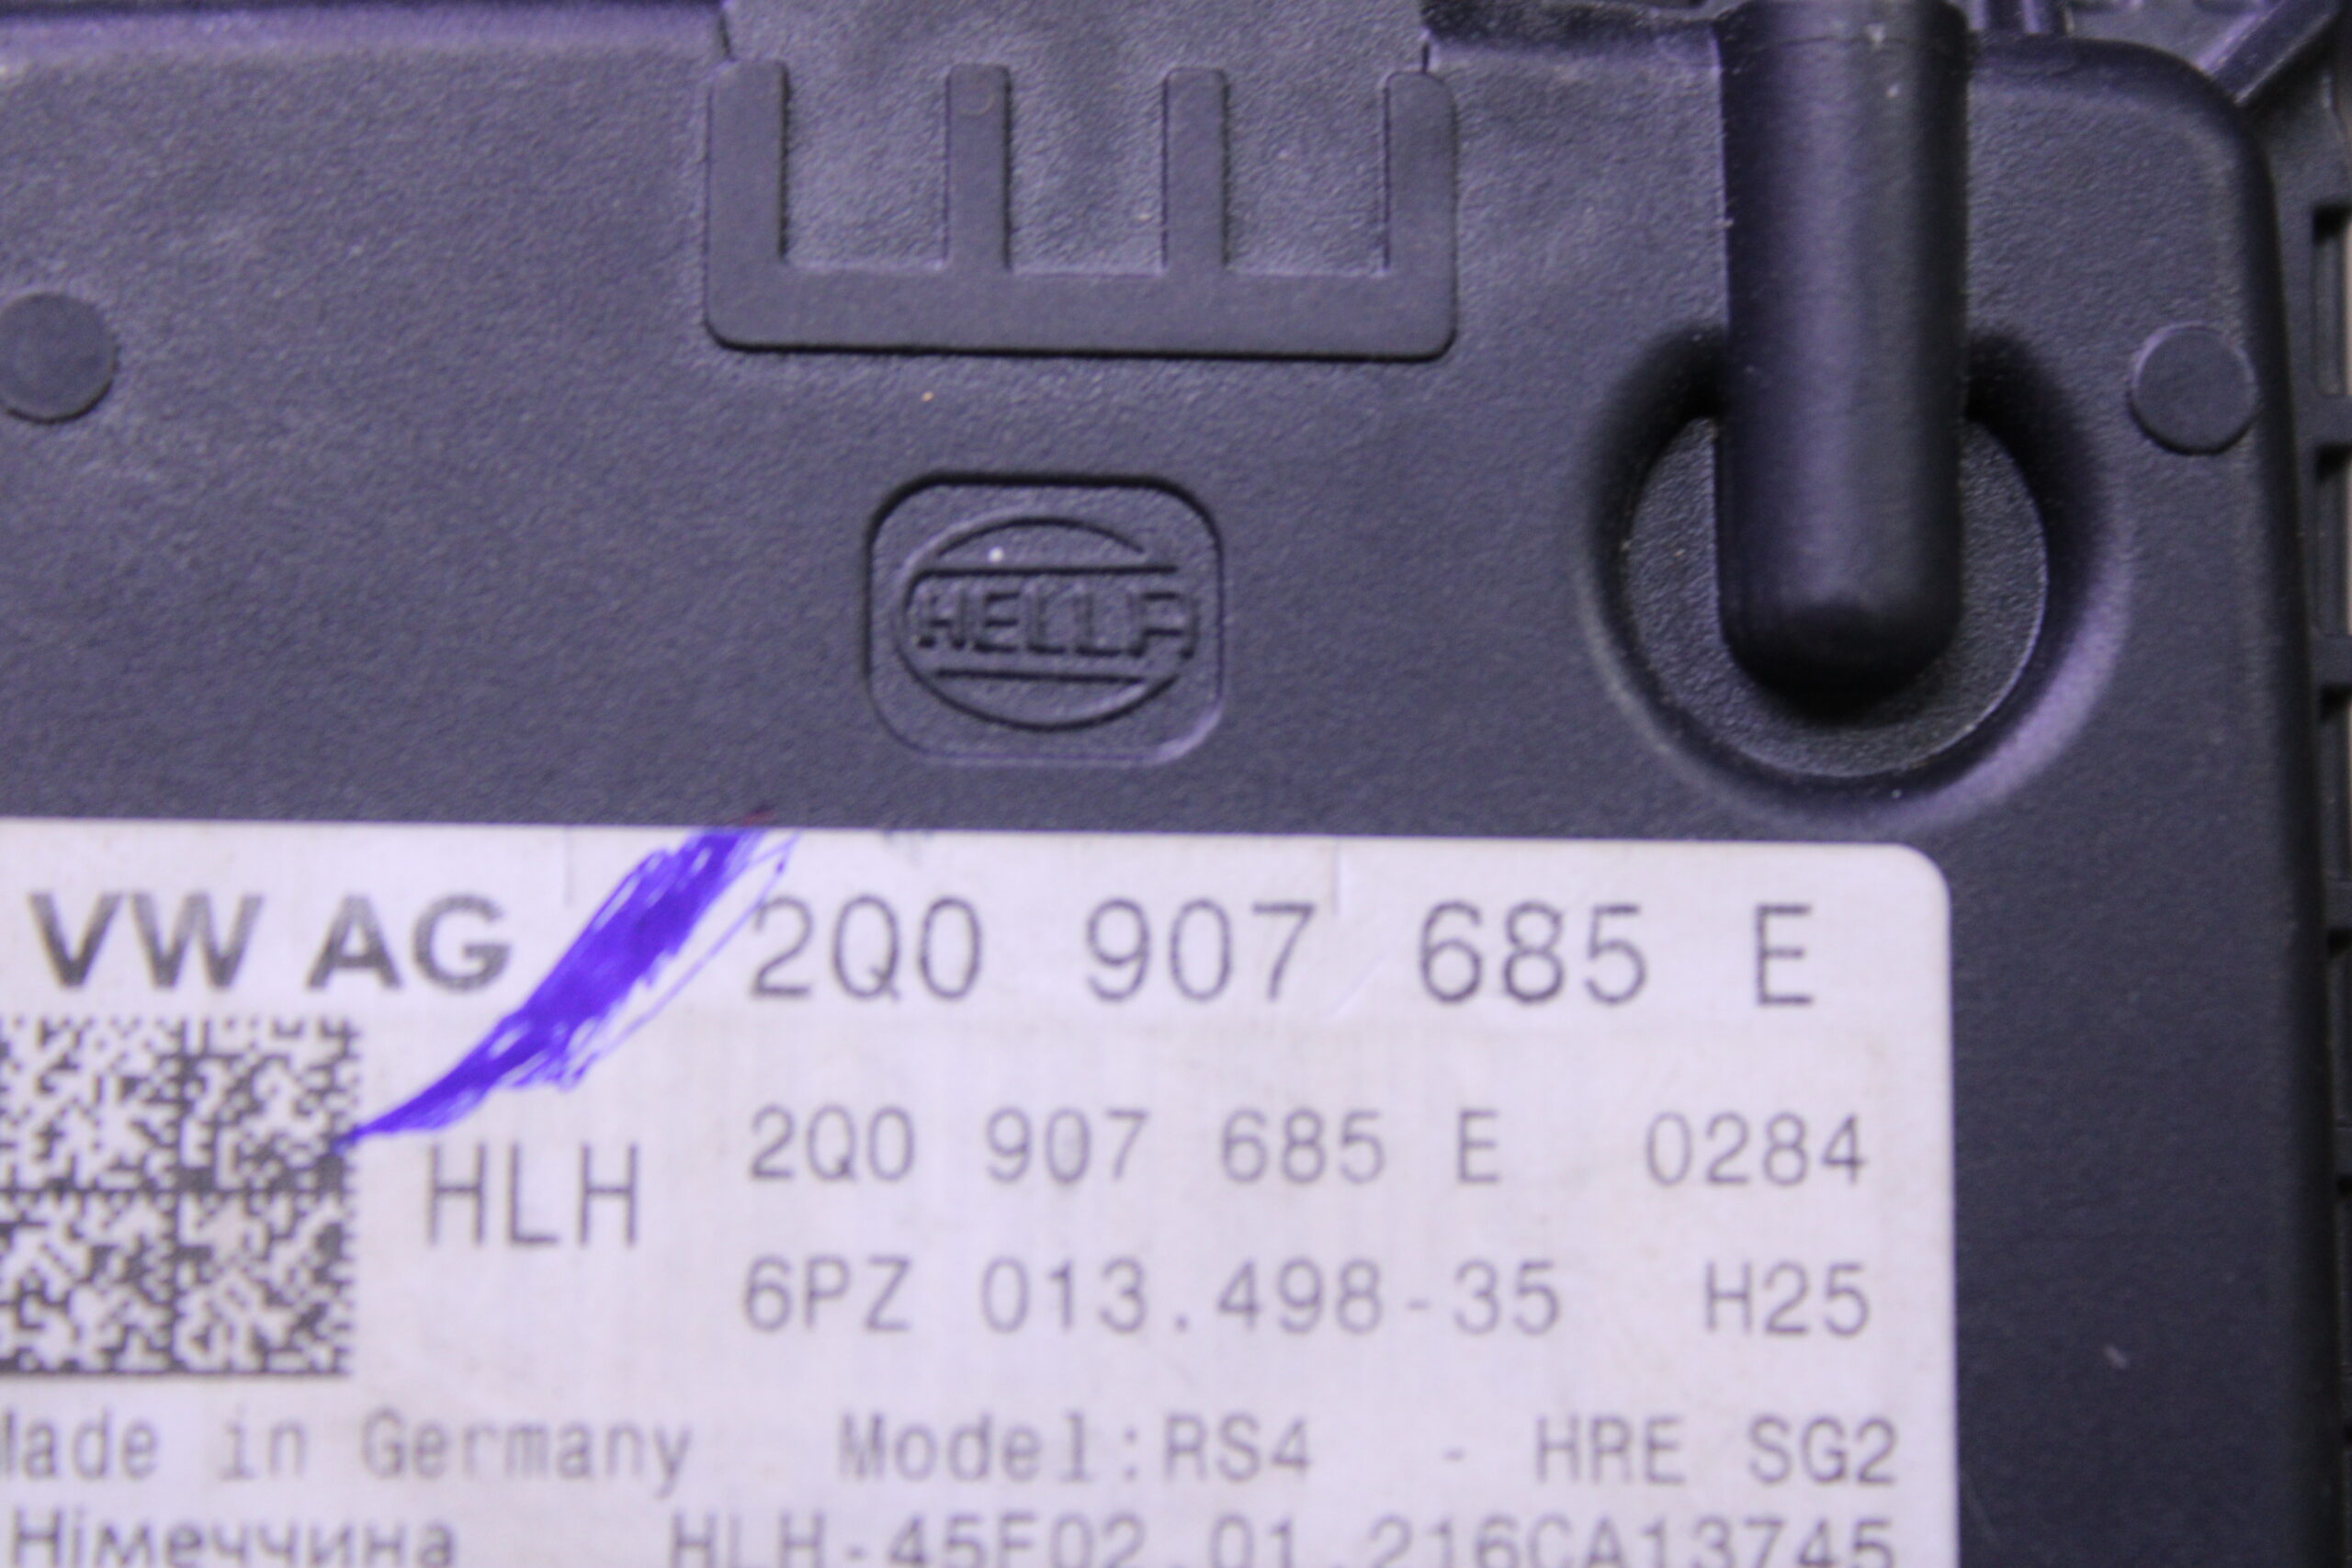 HELLA
VW AG 2Q0 907 685 E
HLH 2Q0 907 685 E 0284
6PZ 013.498-35 H25
Made in Germany Model:RS4 - HRE SG2
Німеччина HLH-45F02.01.216CA13745